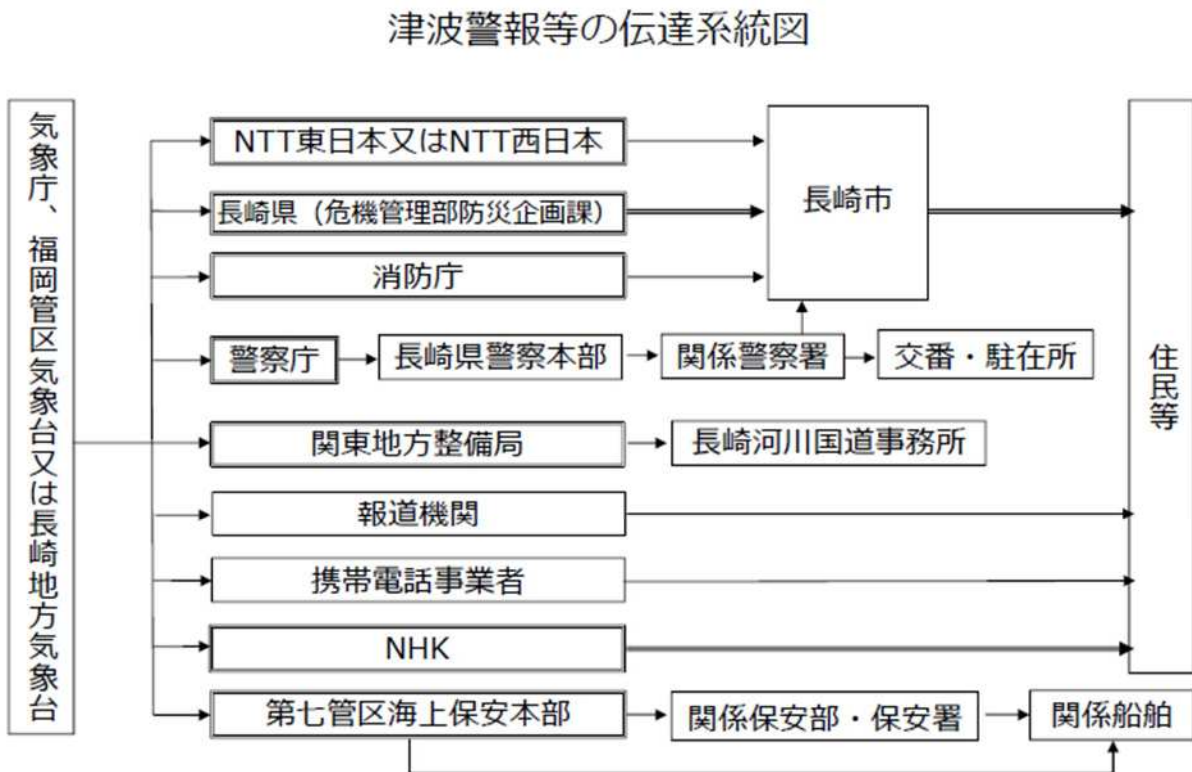 津波警報等の伝達系統図
気象庁、福岡管区気象台又は長崎地方気象台
NTT東日本又はNTT西日本
長崎県（危機管理部防災企画課）
消防庁
長崎市
警察庁
長崎県警察本部
関係警察署
交番・駐在所
関東地方整備局
長崎河川国道事務所
報道機関
携帯電話事業者
NHK
第七管区海上保安本部
関係保安部・保安署
関係船舶
住民等